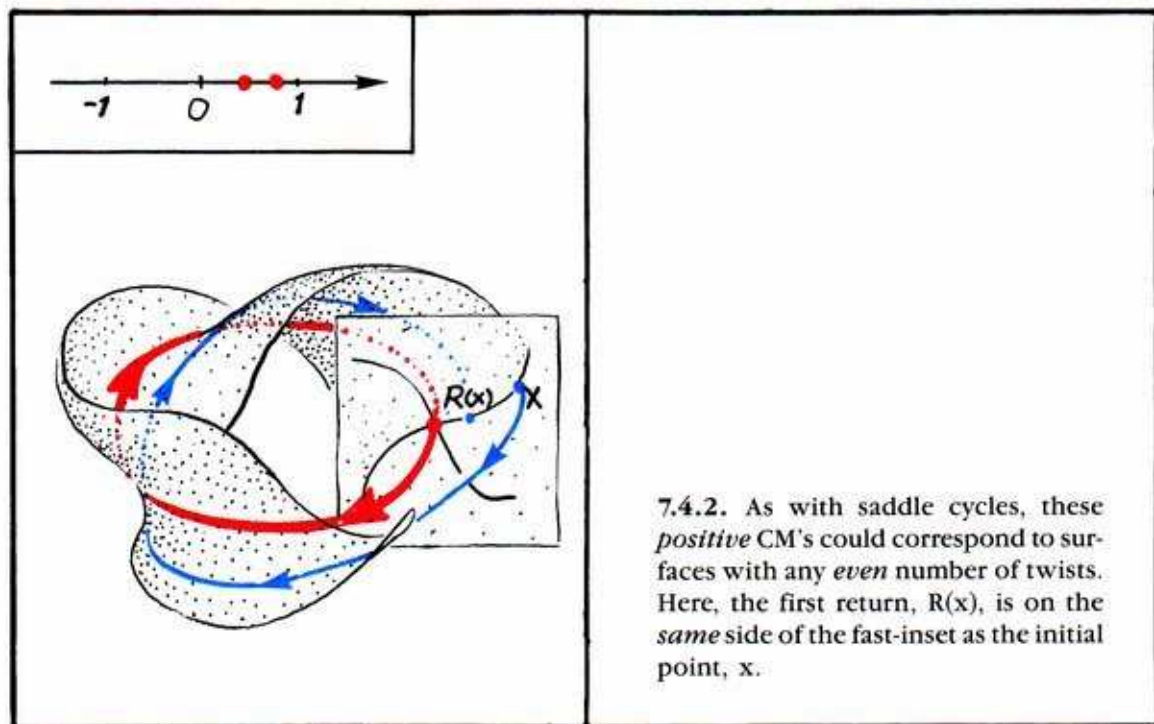 -1 0 1
R(x) X
7.4.2. As with saddle cycles, these
positive CM's could correspond to sur-
faces with any even number of twists.
Here, the first return, R(x), is on the
same side of the fast-inset as the initial
point, x.